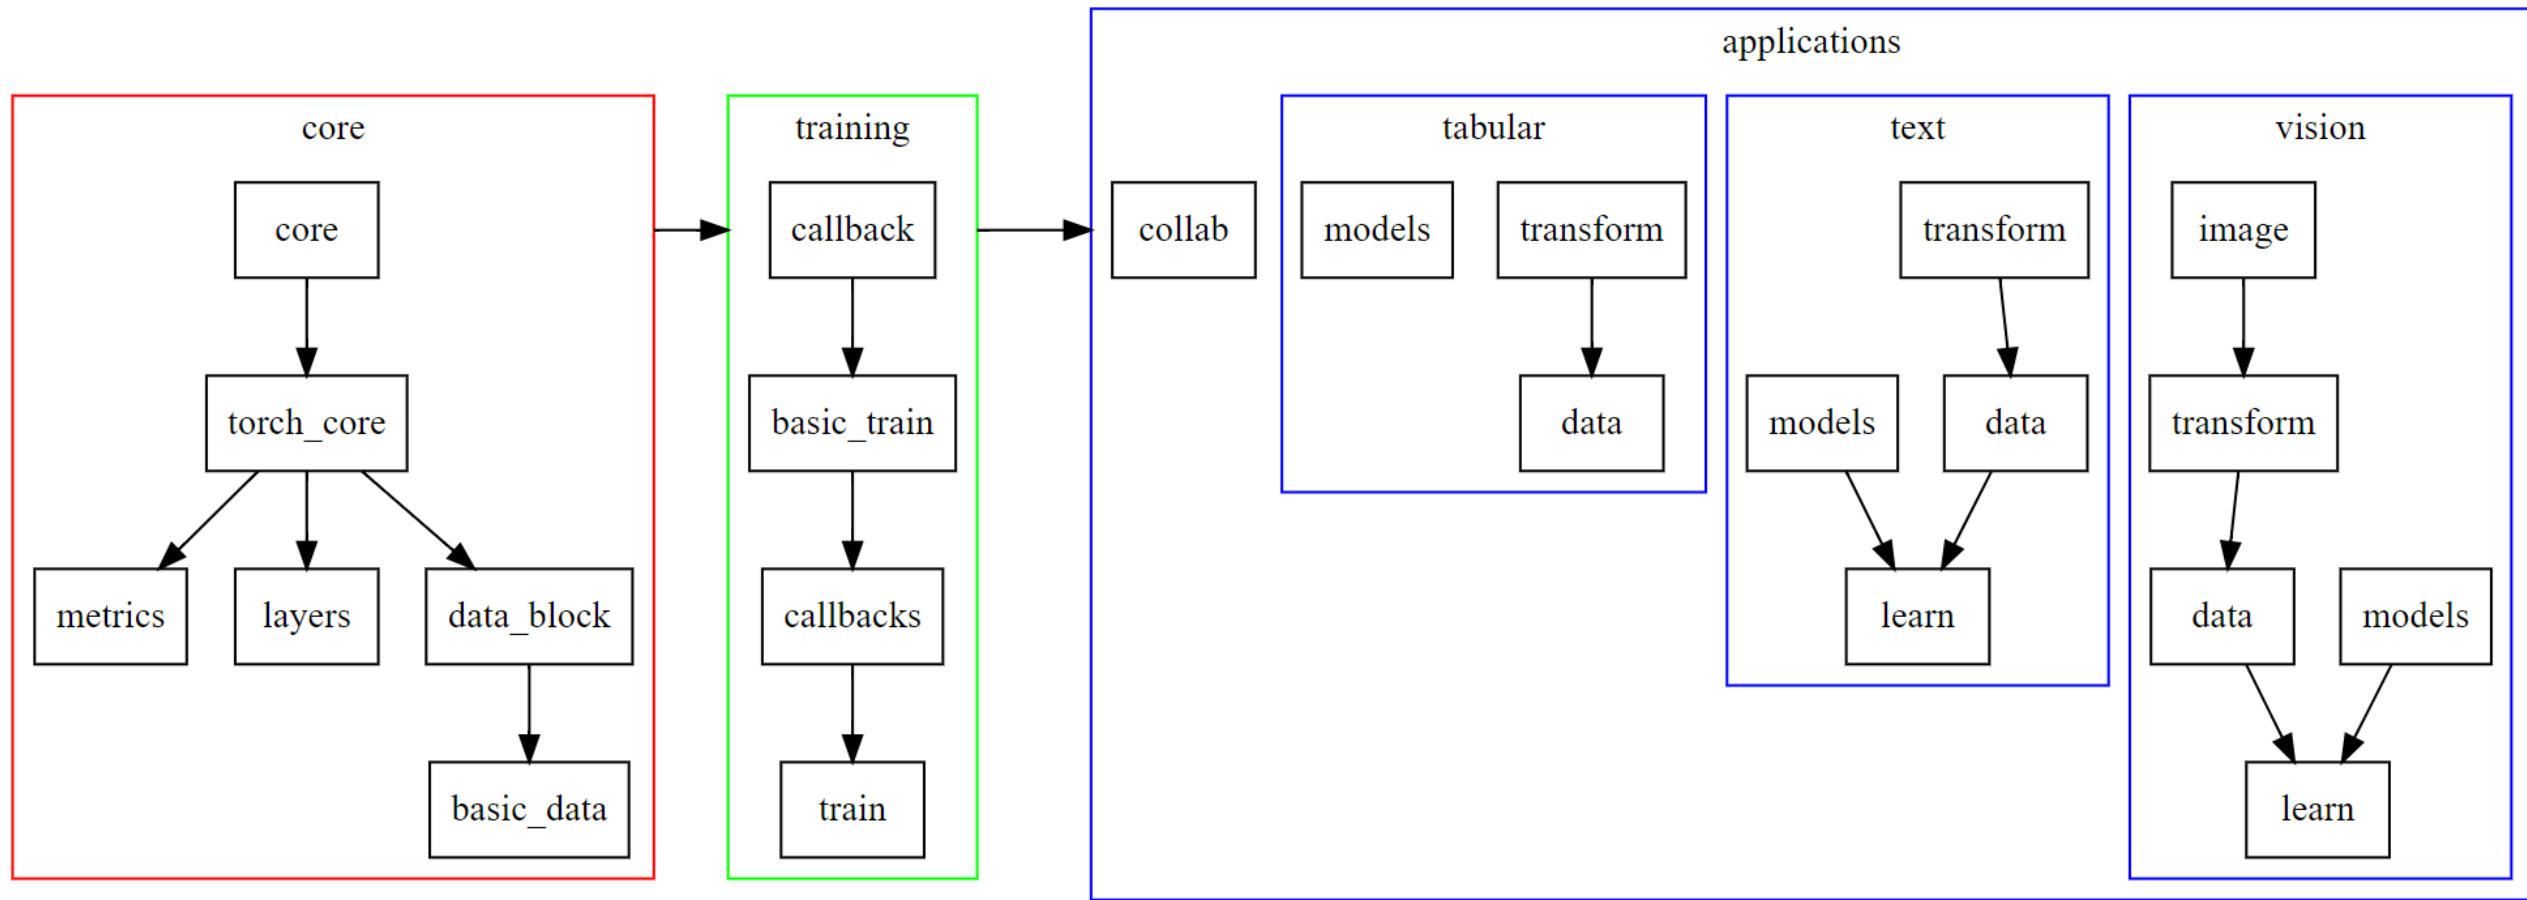 applications
core
training
tabular
text
vision
core
callback
collab
models
transform
transform
image
torch_core
basic_train
data
models
data
transform
metrics
layers
data_block
callbacks
learn
data
models
basic_data
train
learn